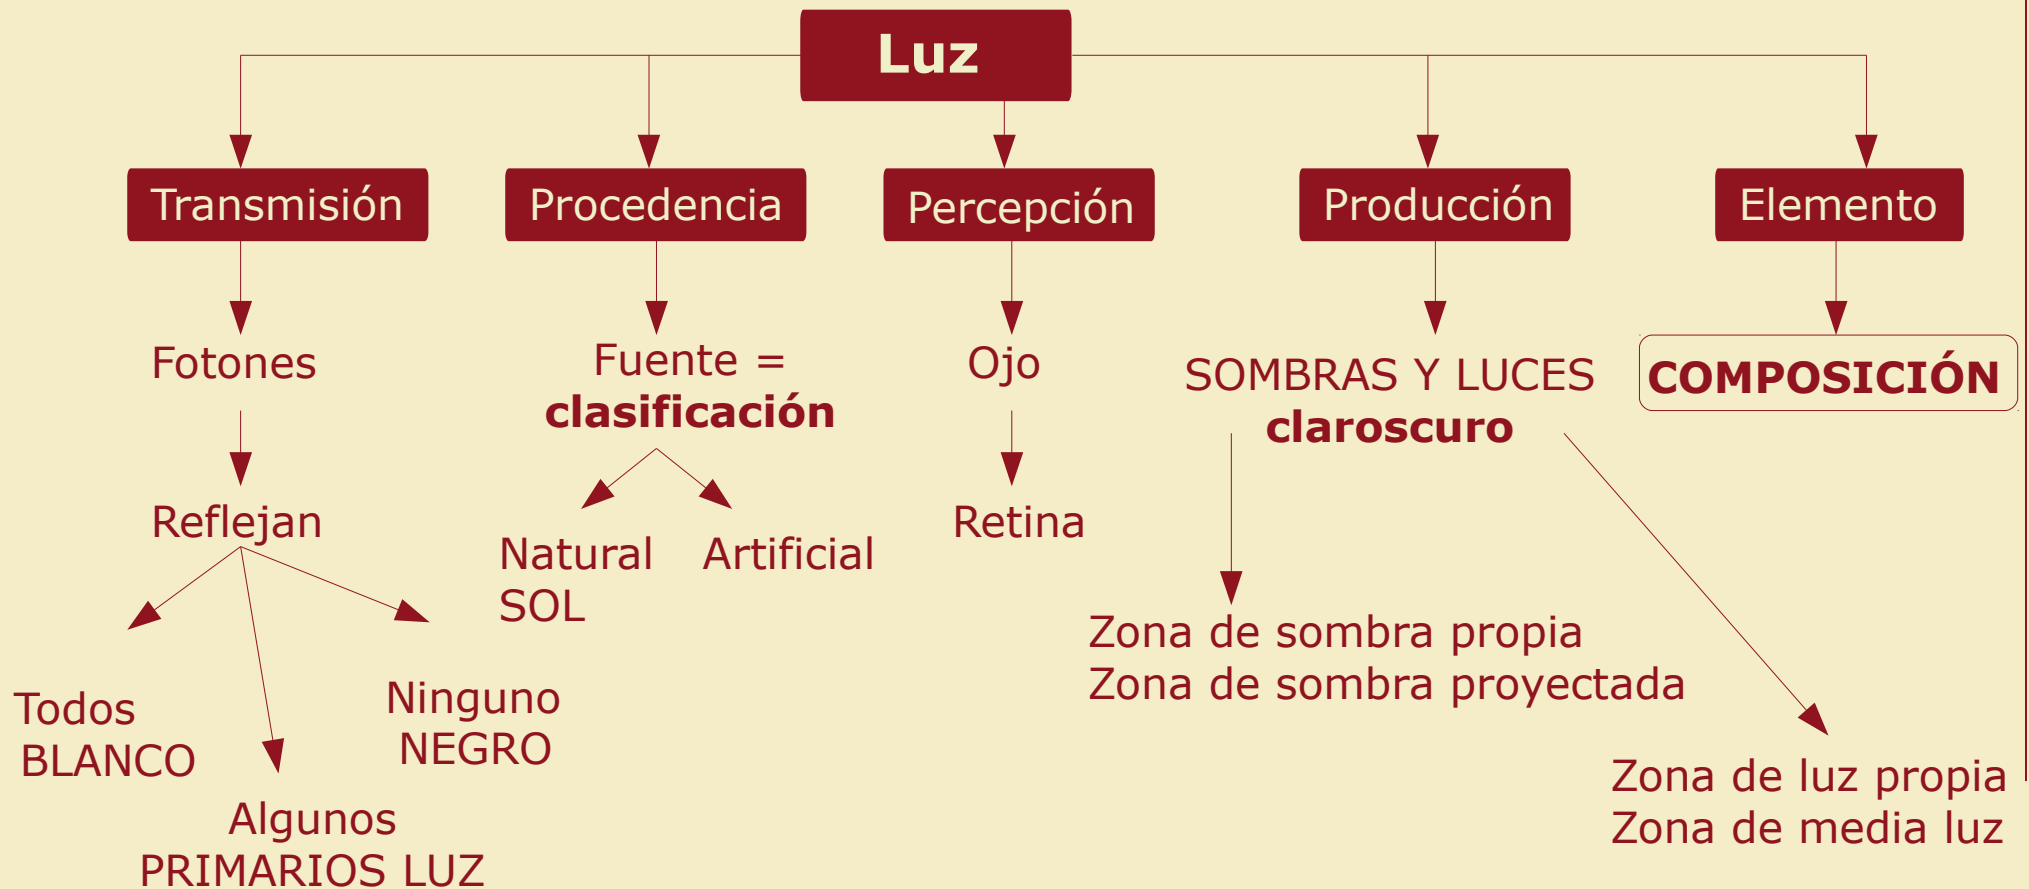 Luz
Transmisión
Procedencia
Percepción
Producción
Elemento
Fotones
Reflejan
Todos
BLANCO
Algunos
PRIMARIOS LUZ
Ninguno
NEGRO
Fuente =
clasificación
Natural
SOL
Artificial
Ojo
Retina
SOMBRAS Y LUCES
claroscuro
Zona de sombra propia
Zona de sombra proyectada
Zona de luz propia
Zona de media luz
COMPOSICIÓN